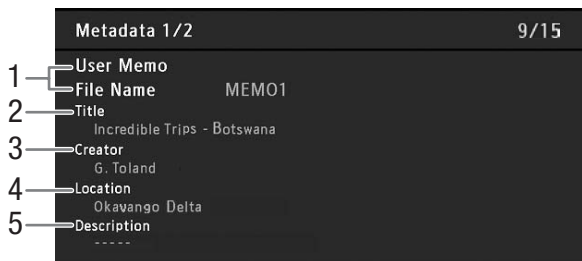 Metadata 1/2 9/15
1 User Memo
File Name MEMO1
2 Title
Incredible Trips - Botswana
3 Creator
G. Toland
4 Location
Okavango Delta
5 Description
-----